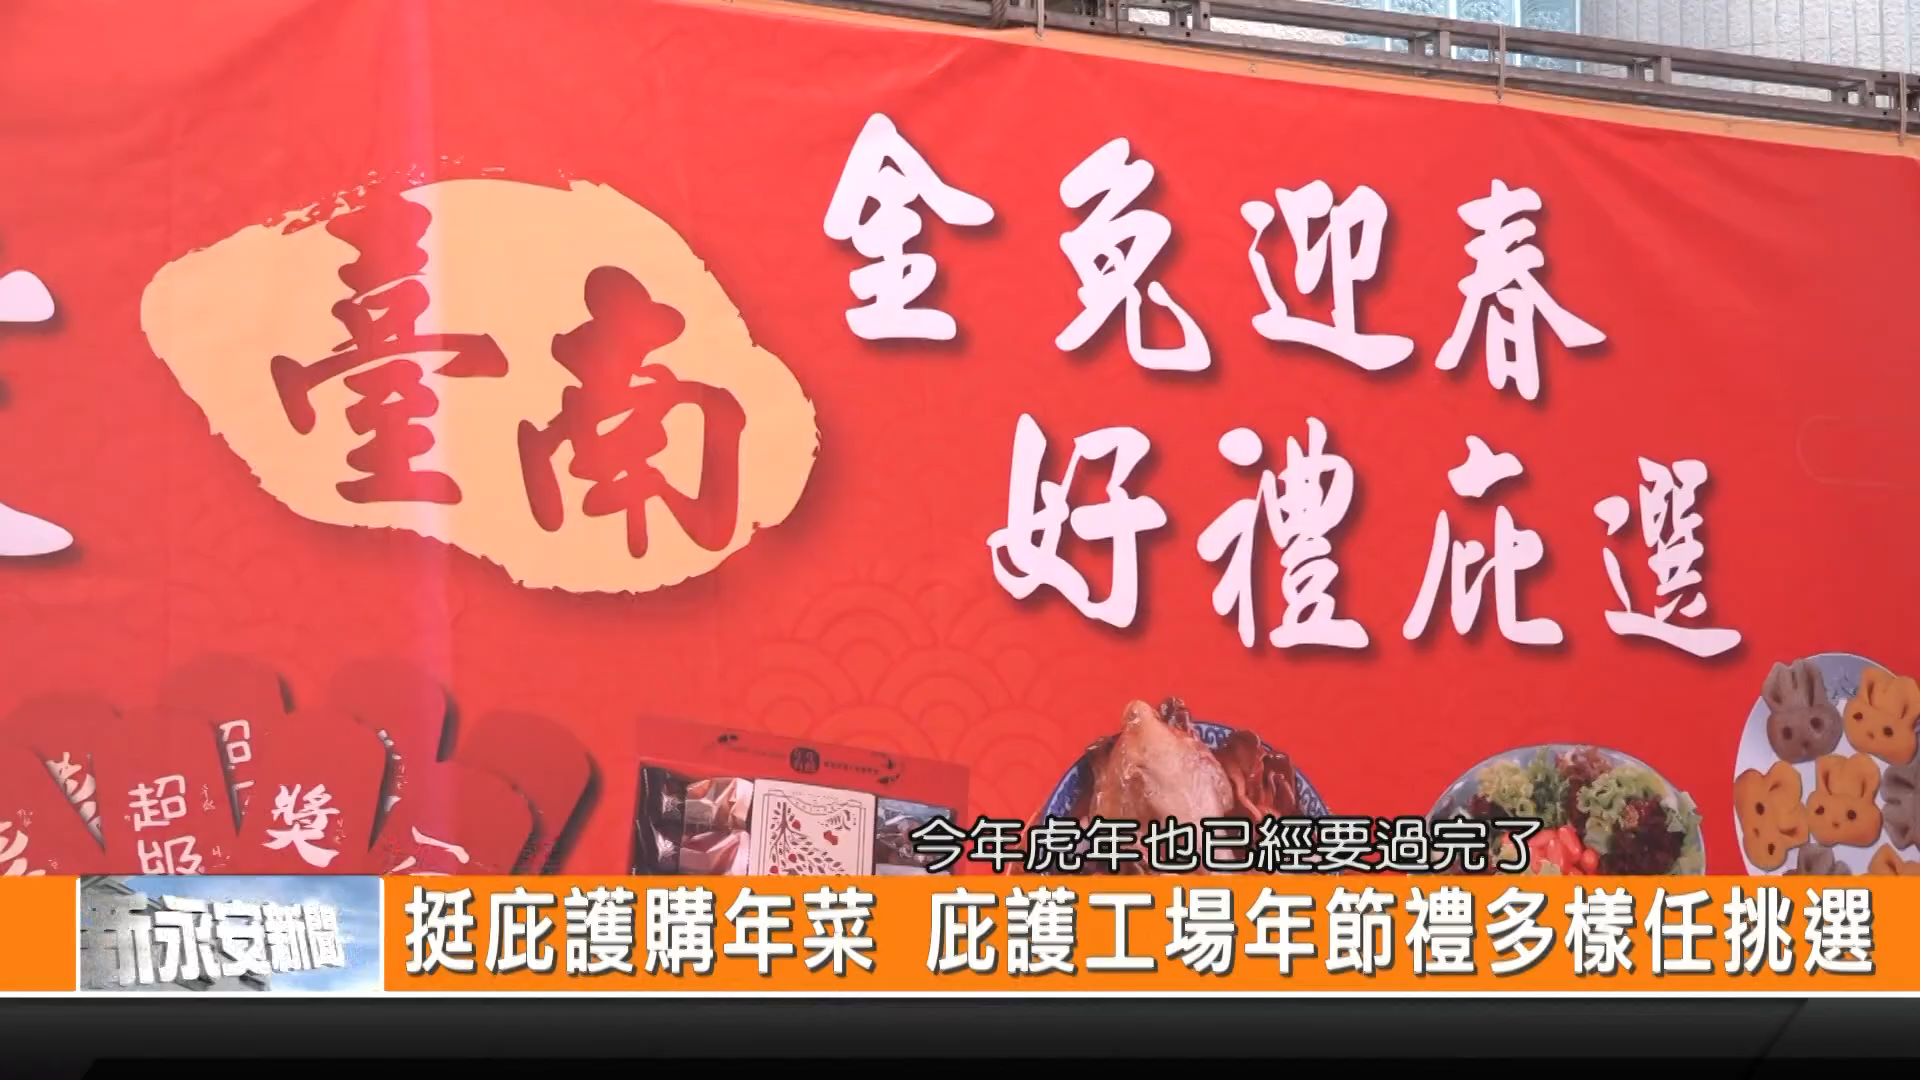 臺南
金兔迎春
好禮庇選
超級
獎
今年虎年也已經要過完了
新永安新聞
挺庇護購年菜 庇護工場年節禮多樣任挑選